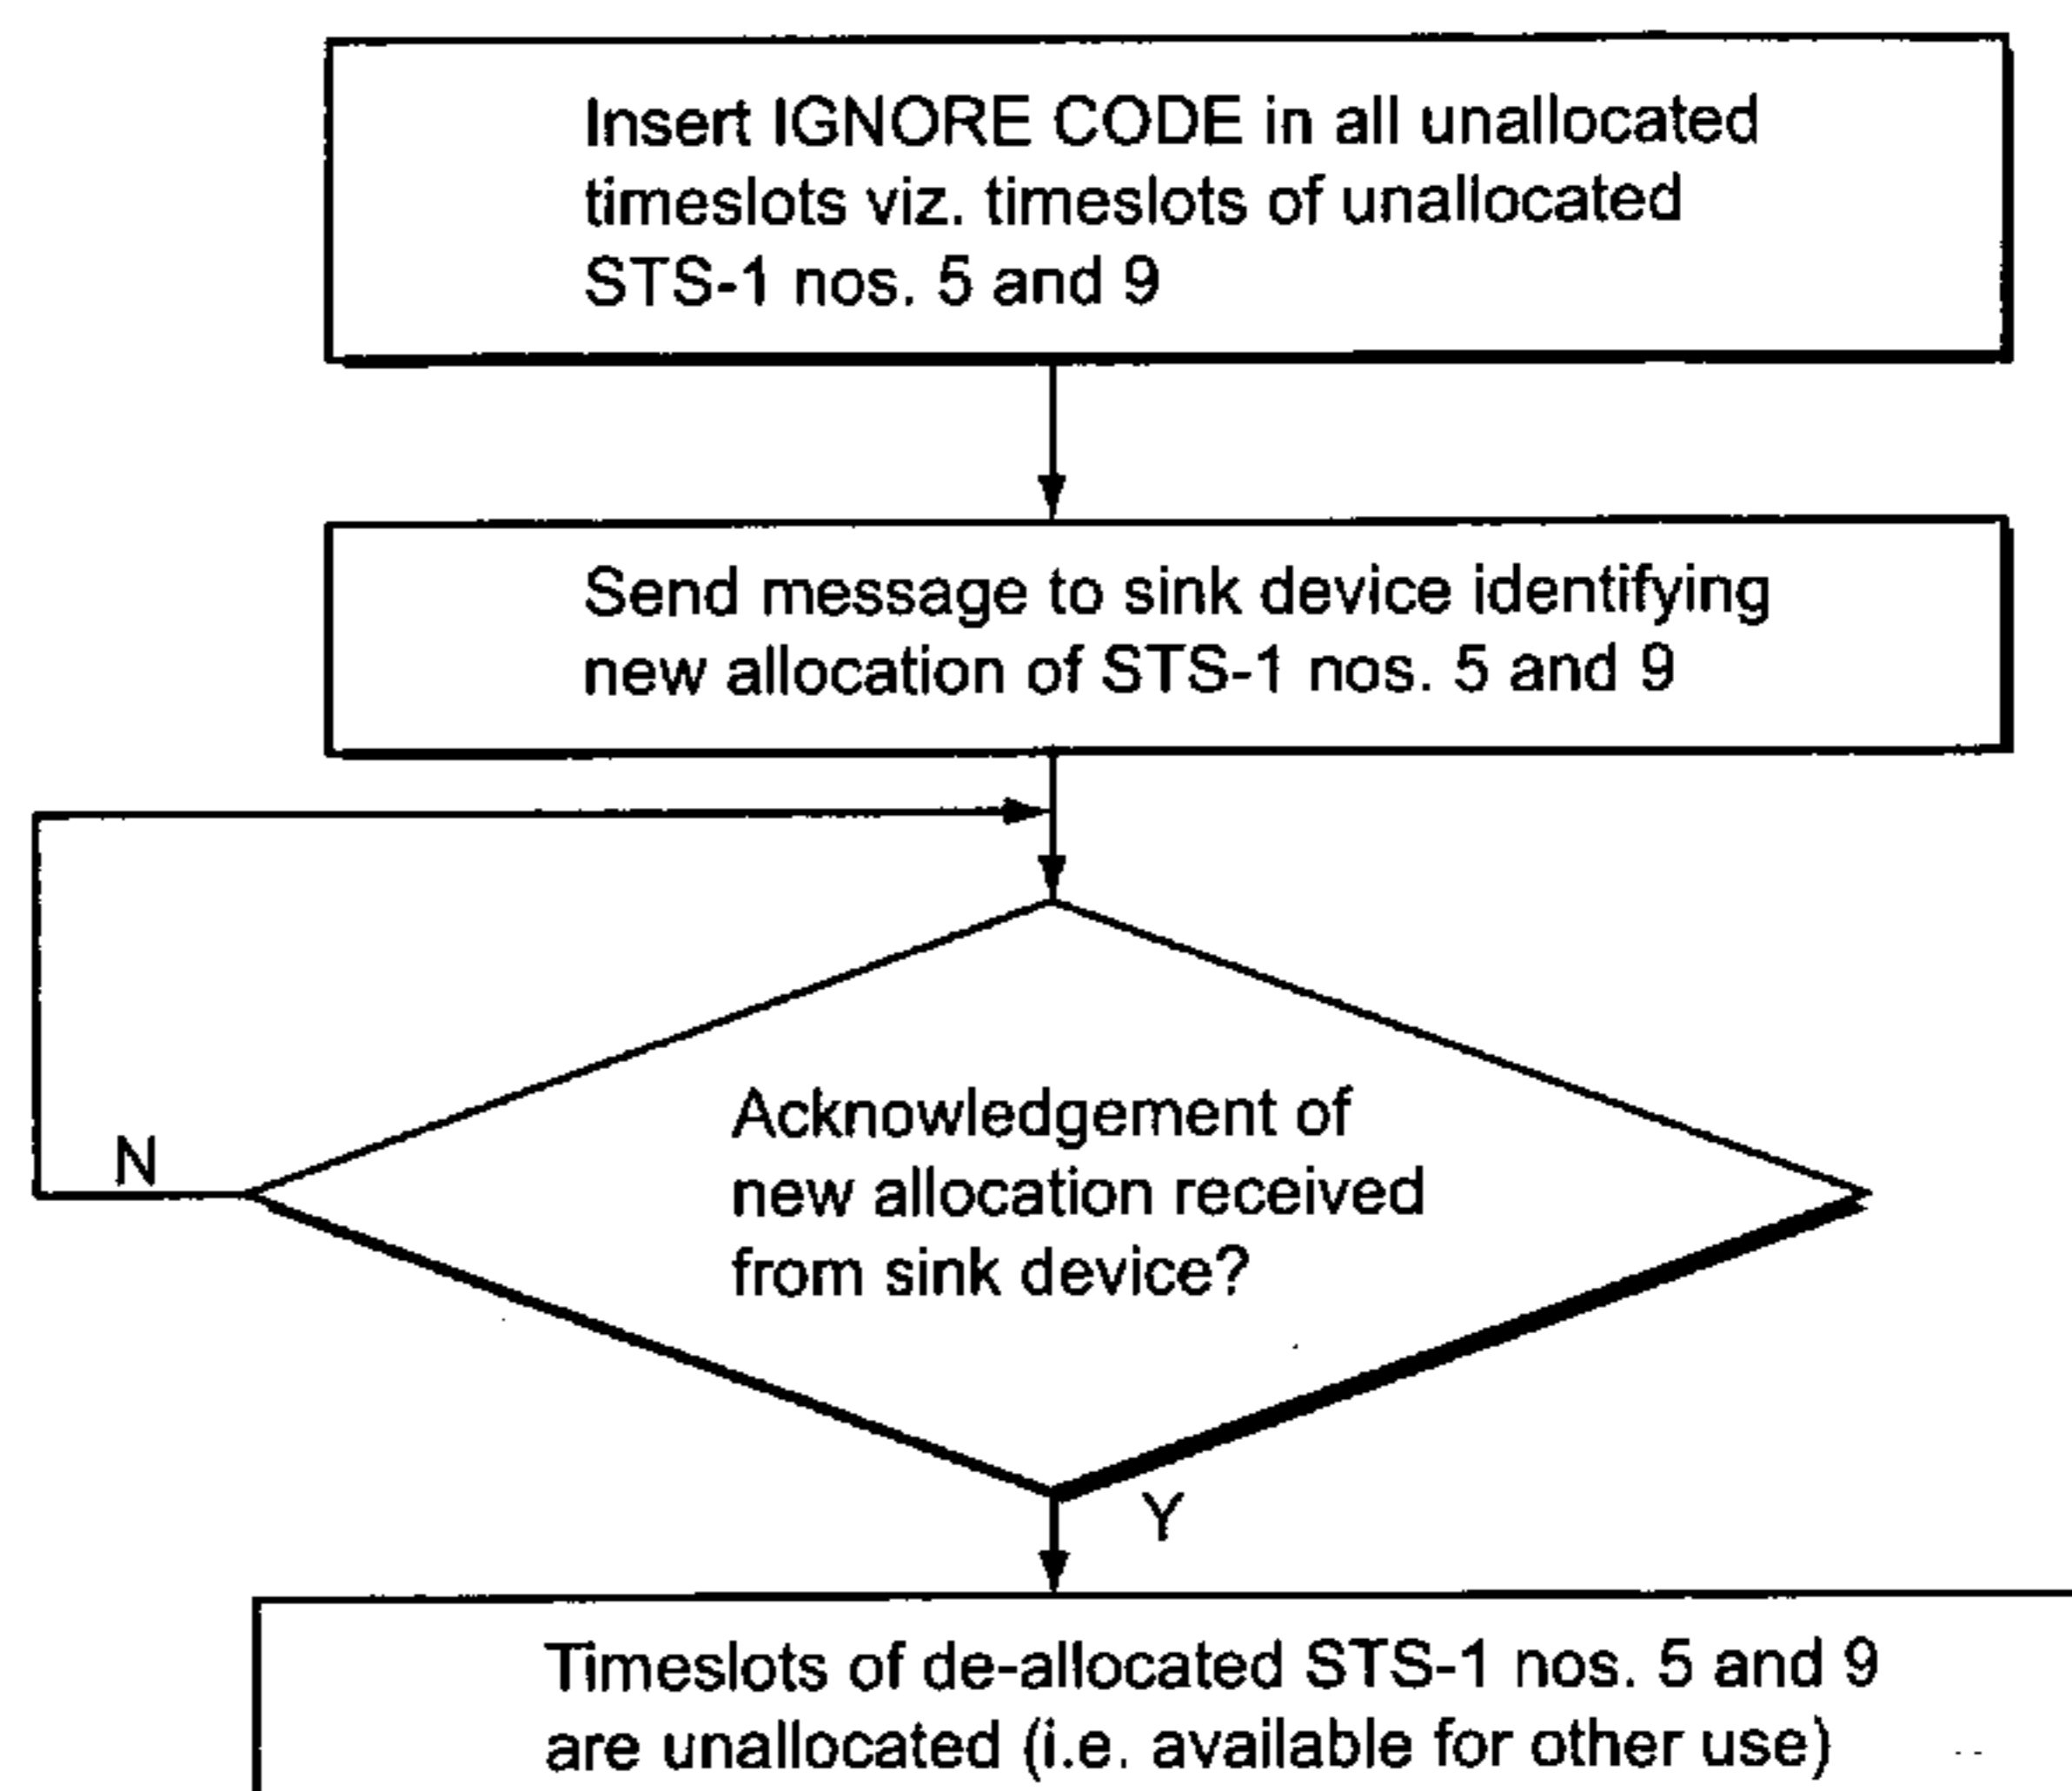 Insert IGNORE CODE in all unallocated
timeslots viz. timeslots of unallocated
STS-1 nos. 5 and 9
Send message to sink device identifying
new allocation of STS-1 nos. 5 and 9
Acknowledgement of
new allocation received
from sink device?
N
Y
Timeslots of de-allocated STS-1 nos. 5 and 9
are unallocated (i.e. available for other use)